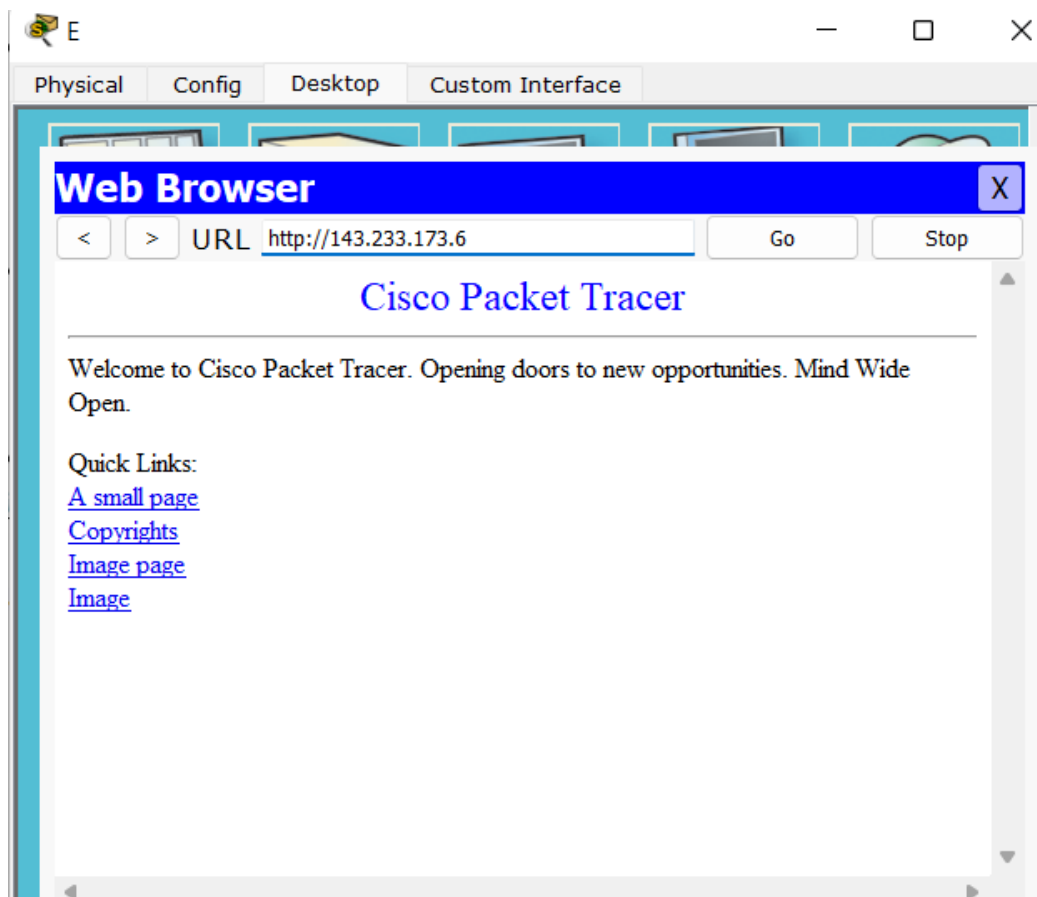 E
Physical Config Desktop Custom Interface
Web Browser X
< > URL http://143.233.173.6 Go Stop
Cisco Packet Tracer
Welcome to Cisco Packet Tracer. Opening doors to new opportunities. Mind Wide
Open.
Quick Links:
A small page
Copyrights
Image page
Image